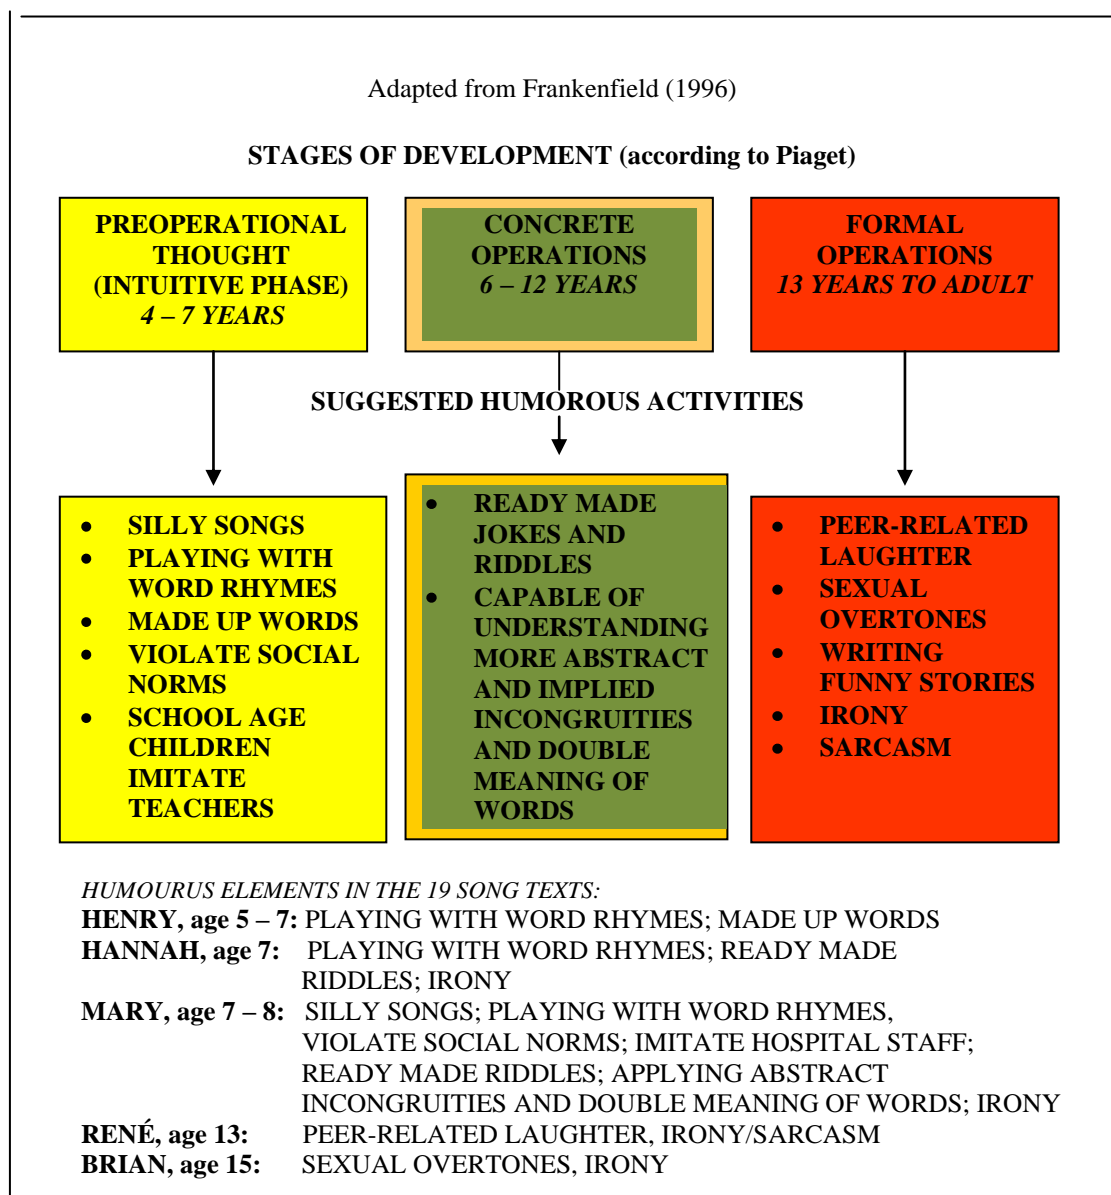 Adapted from Frankenfield (1996)
STAGES OF DEVELOPMENT (according to Piaget)
PREOPERATIONAL
THOUGHT
(INTUITIVE PHASE)
4 – 7 YEARS
CONCRETE
OPERATIONS
6 – 12 YEARS
FORMAL
OPERATIONS
13 YEARS TO ADULT
SUGGESTED HUMOROUS ACTIVITIES
• SILLY SONGS
• PLAYING WITH
WORD RHYMES
• MADE UP WORDS
• VIOLATE SOCIAL
NORMS
• SCHOOL AGE
CHILDREN
IMITATE
TEACHERS
• READY MADE
JOKES AND
RIDDLES
• CAPABLE OF
UNDERSTANDING
MORE ABSTRACT
AND IMPLIED
INCONGRUITIES
AND DOUBLE
MEANING OF
WORDS
• PEER-RELATED
LAUGHTER
• SEXUAL
OVERTONES
• WRITING
FUNNY STORIES
• IRONY
• SARCASM
HUMOURUS ELEMENTS IN THE 19 SONG TEXTS:
HENRY, age 5 – 7: PLAYING WITH WORD RHYMES; MADE UP WORDS
HANNAH, age 7: PLAYING WITH WORD RHYMES; READY MADE
RIDDLES; IRONY
MARY, age 7 – 8: SILLY SONGS; PLAYING WITH WORD RHYMES,
VIOLATE SOCIAL NORMS; IMITATE HOSPITAL STAFF;
READY MADE RIDDLES; APPLYING ABSTRACT
INCONGRUITIES AND DOUBLE MEANING OF WORDS; IRONY
RENÉ, age 13: PEER-RELATED LAUGHTER, IRONY/SARCASM
BRIAN, age 15: SEXUAL OVERTONES, IRONY